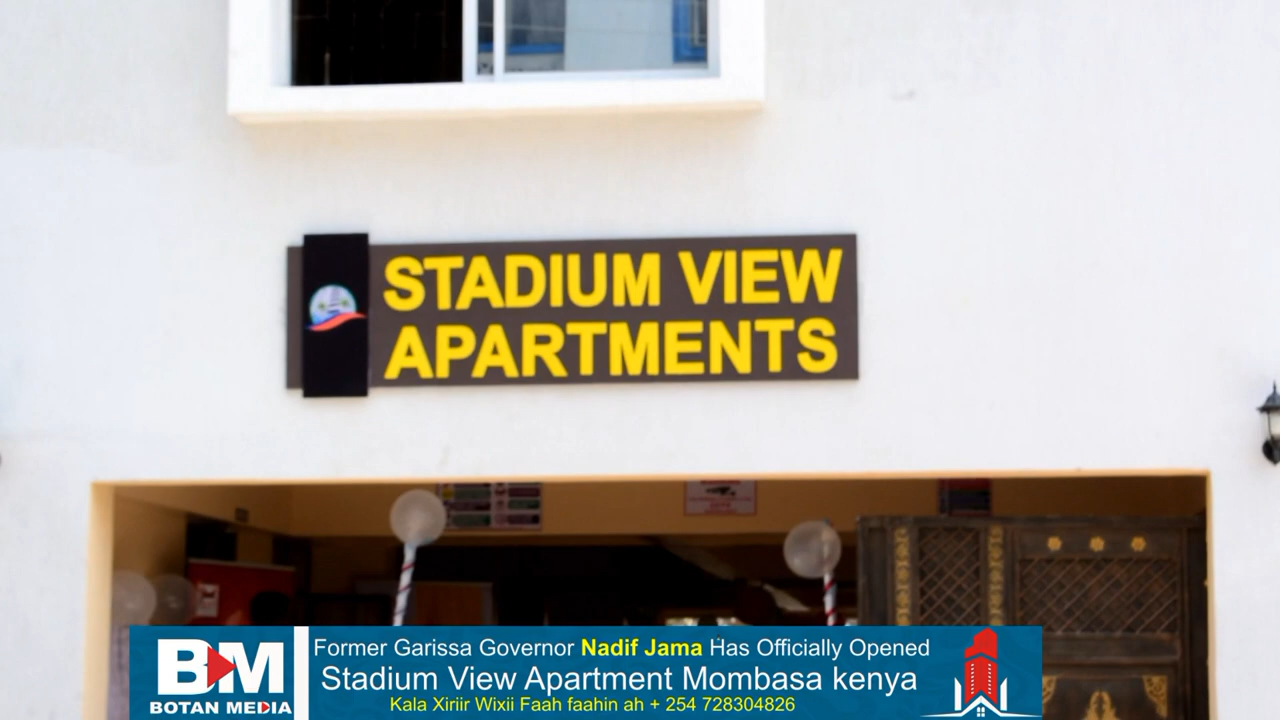 STADIUM VIEW
APARTMENTS
BM
BOTAN MEDIA
Former Garissa Governor Nadif Jama Has Officially Opened
Stadium View Apartment Mombasa kenya
Kala Xiriir Wixii Faah faahin ah + 254 728304826